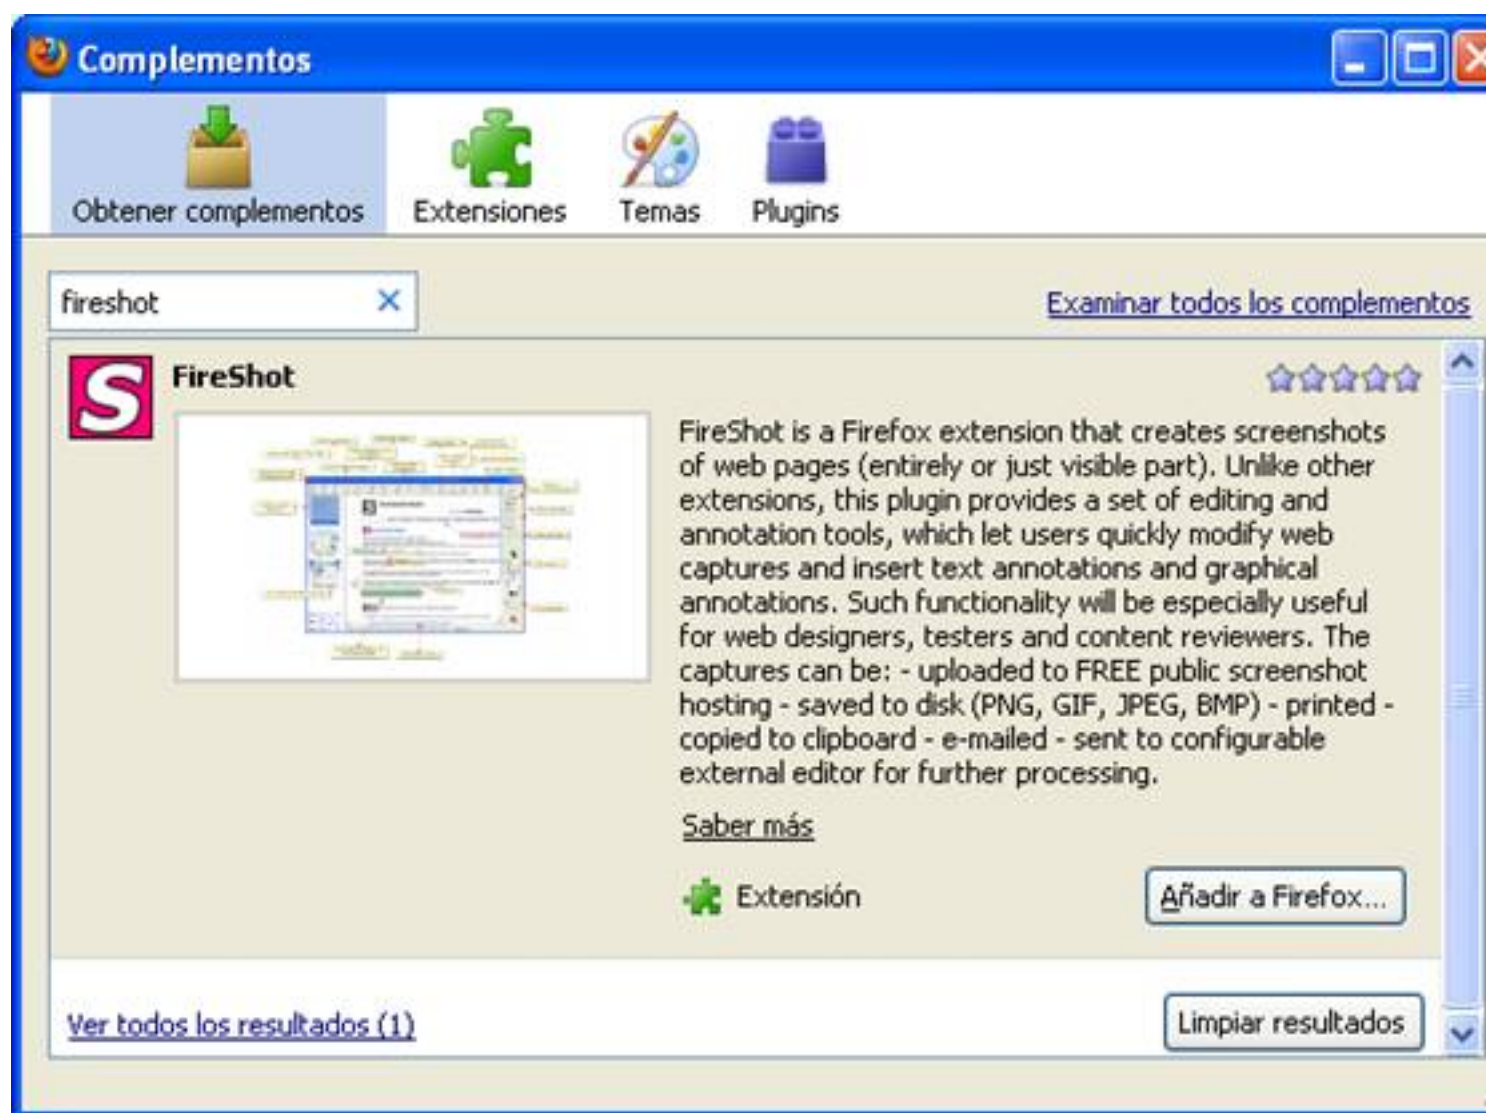 Complementos
Obtener complementos
Extensiones
Temas
Plugins
fireshot
Examinar todos los complementos
S
FireShot
FireShot is a Firefox extension that creates screenshots
of web pages (entirely or just visible part). Unlike other
extensions, this plugin provides a set of editing and
annotation tools, which let users quickly modify web
captures and insert text annotations and graphical
annotations. Such functionality will be especially useful
for web designers, testers and content reviewers. The
captures can be: - uploaded to FREE public screenshot
hosting - saved to disk (PNG, GIF, JPEG, BMP) - printed -
copied to clipboard - e-mailed - sent to configurable
external editor for further processing.
Saber más
Extensión
Añadir a Firefox...
Ver todos los resultados (1)
Limpiar resultados